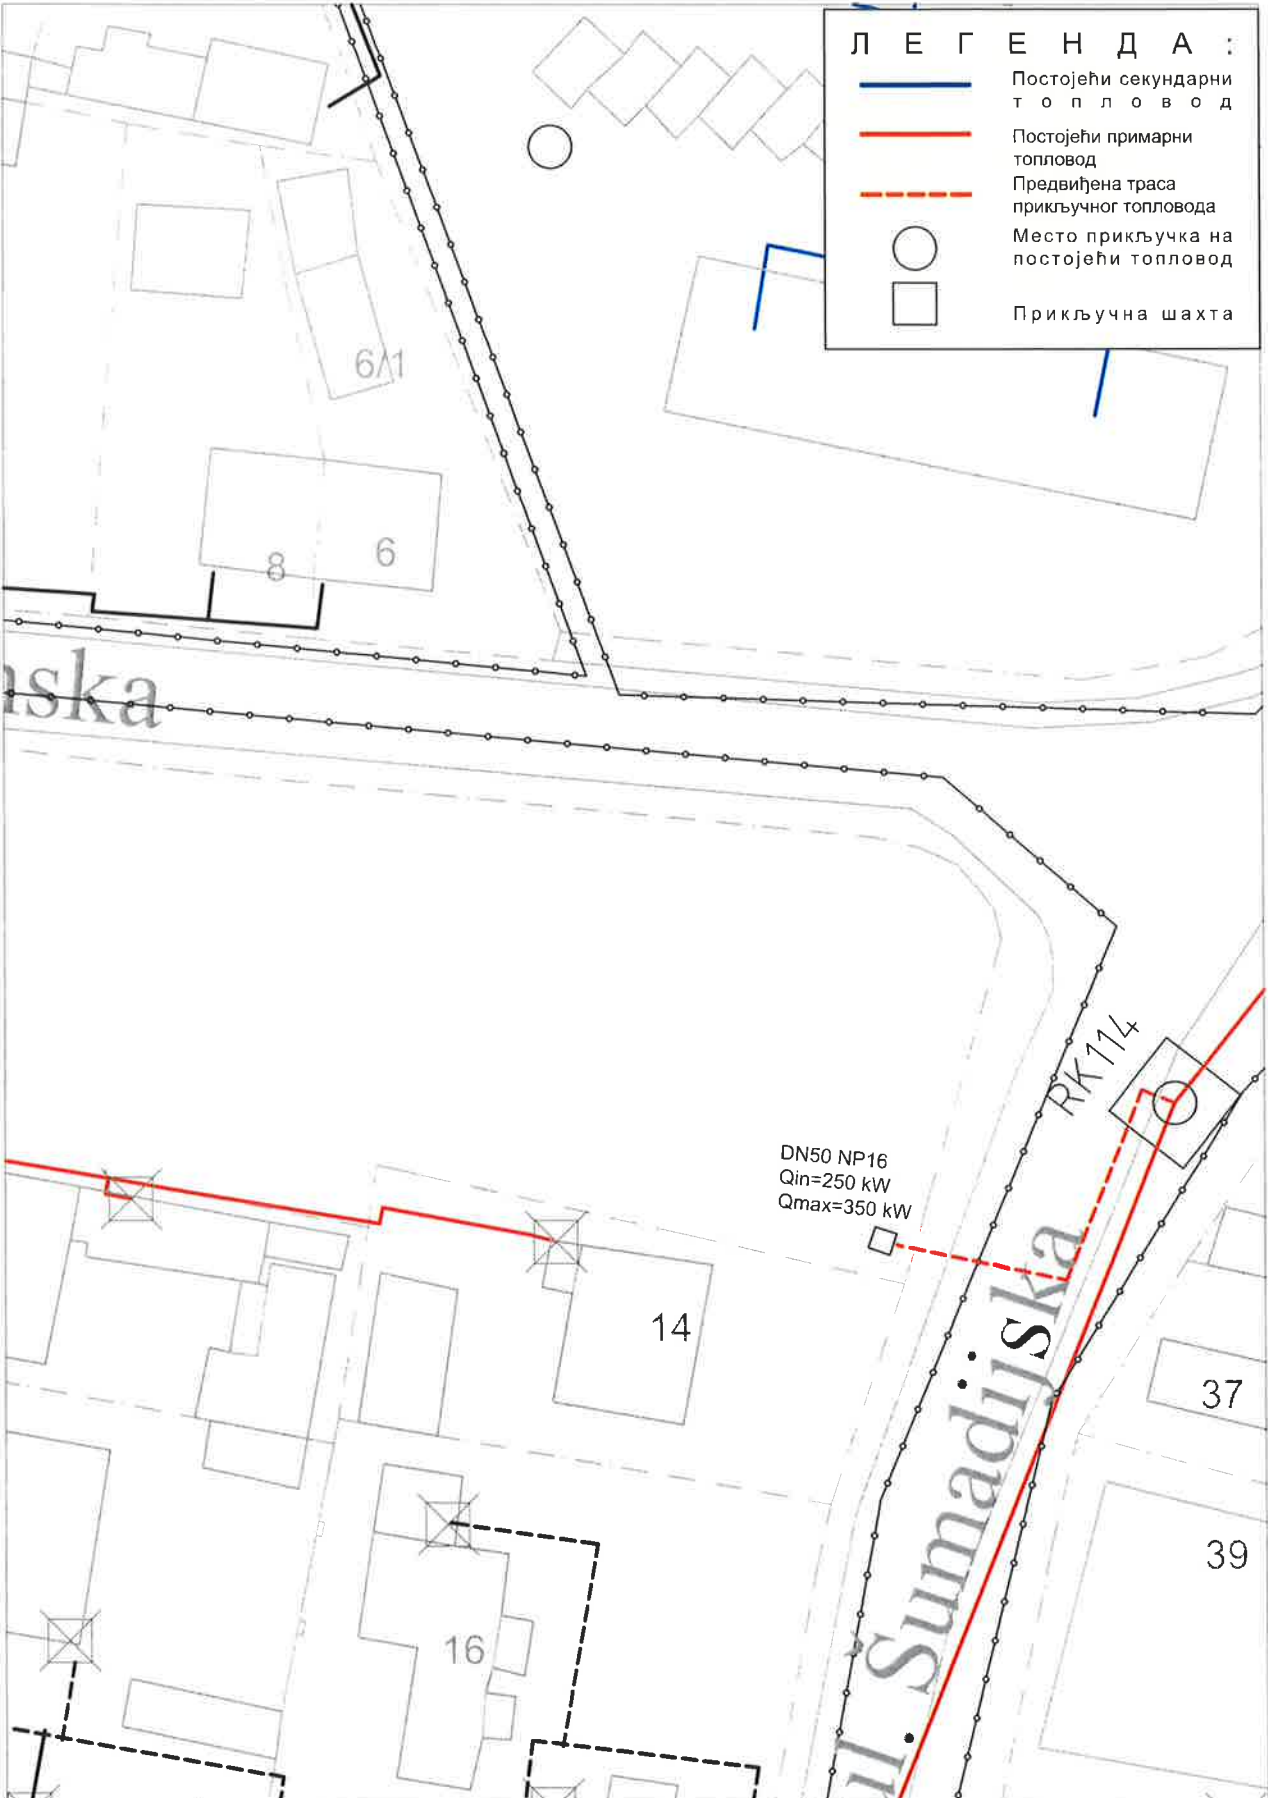 Л Е Г Е Н Д А :
Постојећи секундарни
т о п л о в о д
Постојећи примарни
топловод
Предвиђена траса
прикључног топловода
Место прикључка на
постојећи топловод
Прикључна шахта
6/1
8
6
nska
RK114
DN50 NP16
Qin=250 kW
Qmax=350 kW
14
37
39
16
ul. Šumadijska